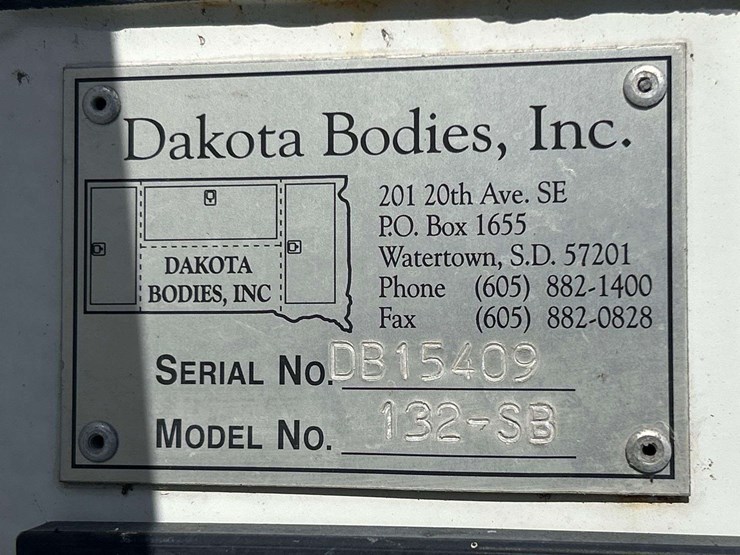 Dakota Bodies, Inc.
DAKOTA
BODIES, INC
201 20th Ave. SE
P.O. Box 1655
Watertown, S.D. 57201
Phone (605) 882-1400
Fax (605) 882-0828
SERIAL NO. DB15409
MODEL NO. 132-SB